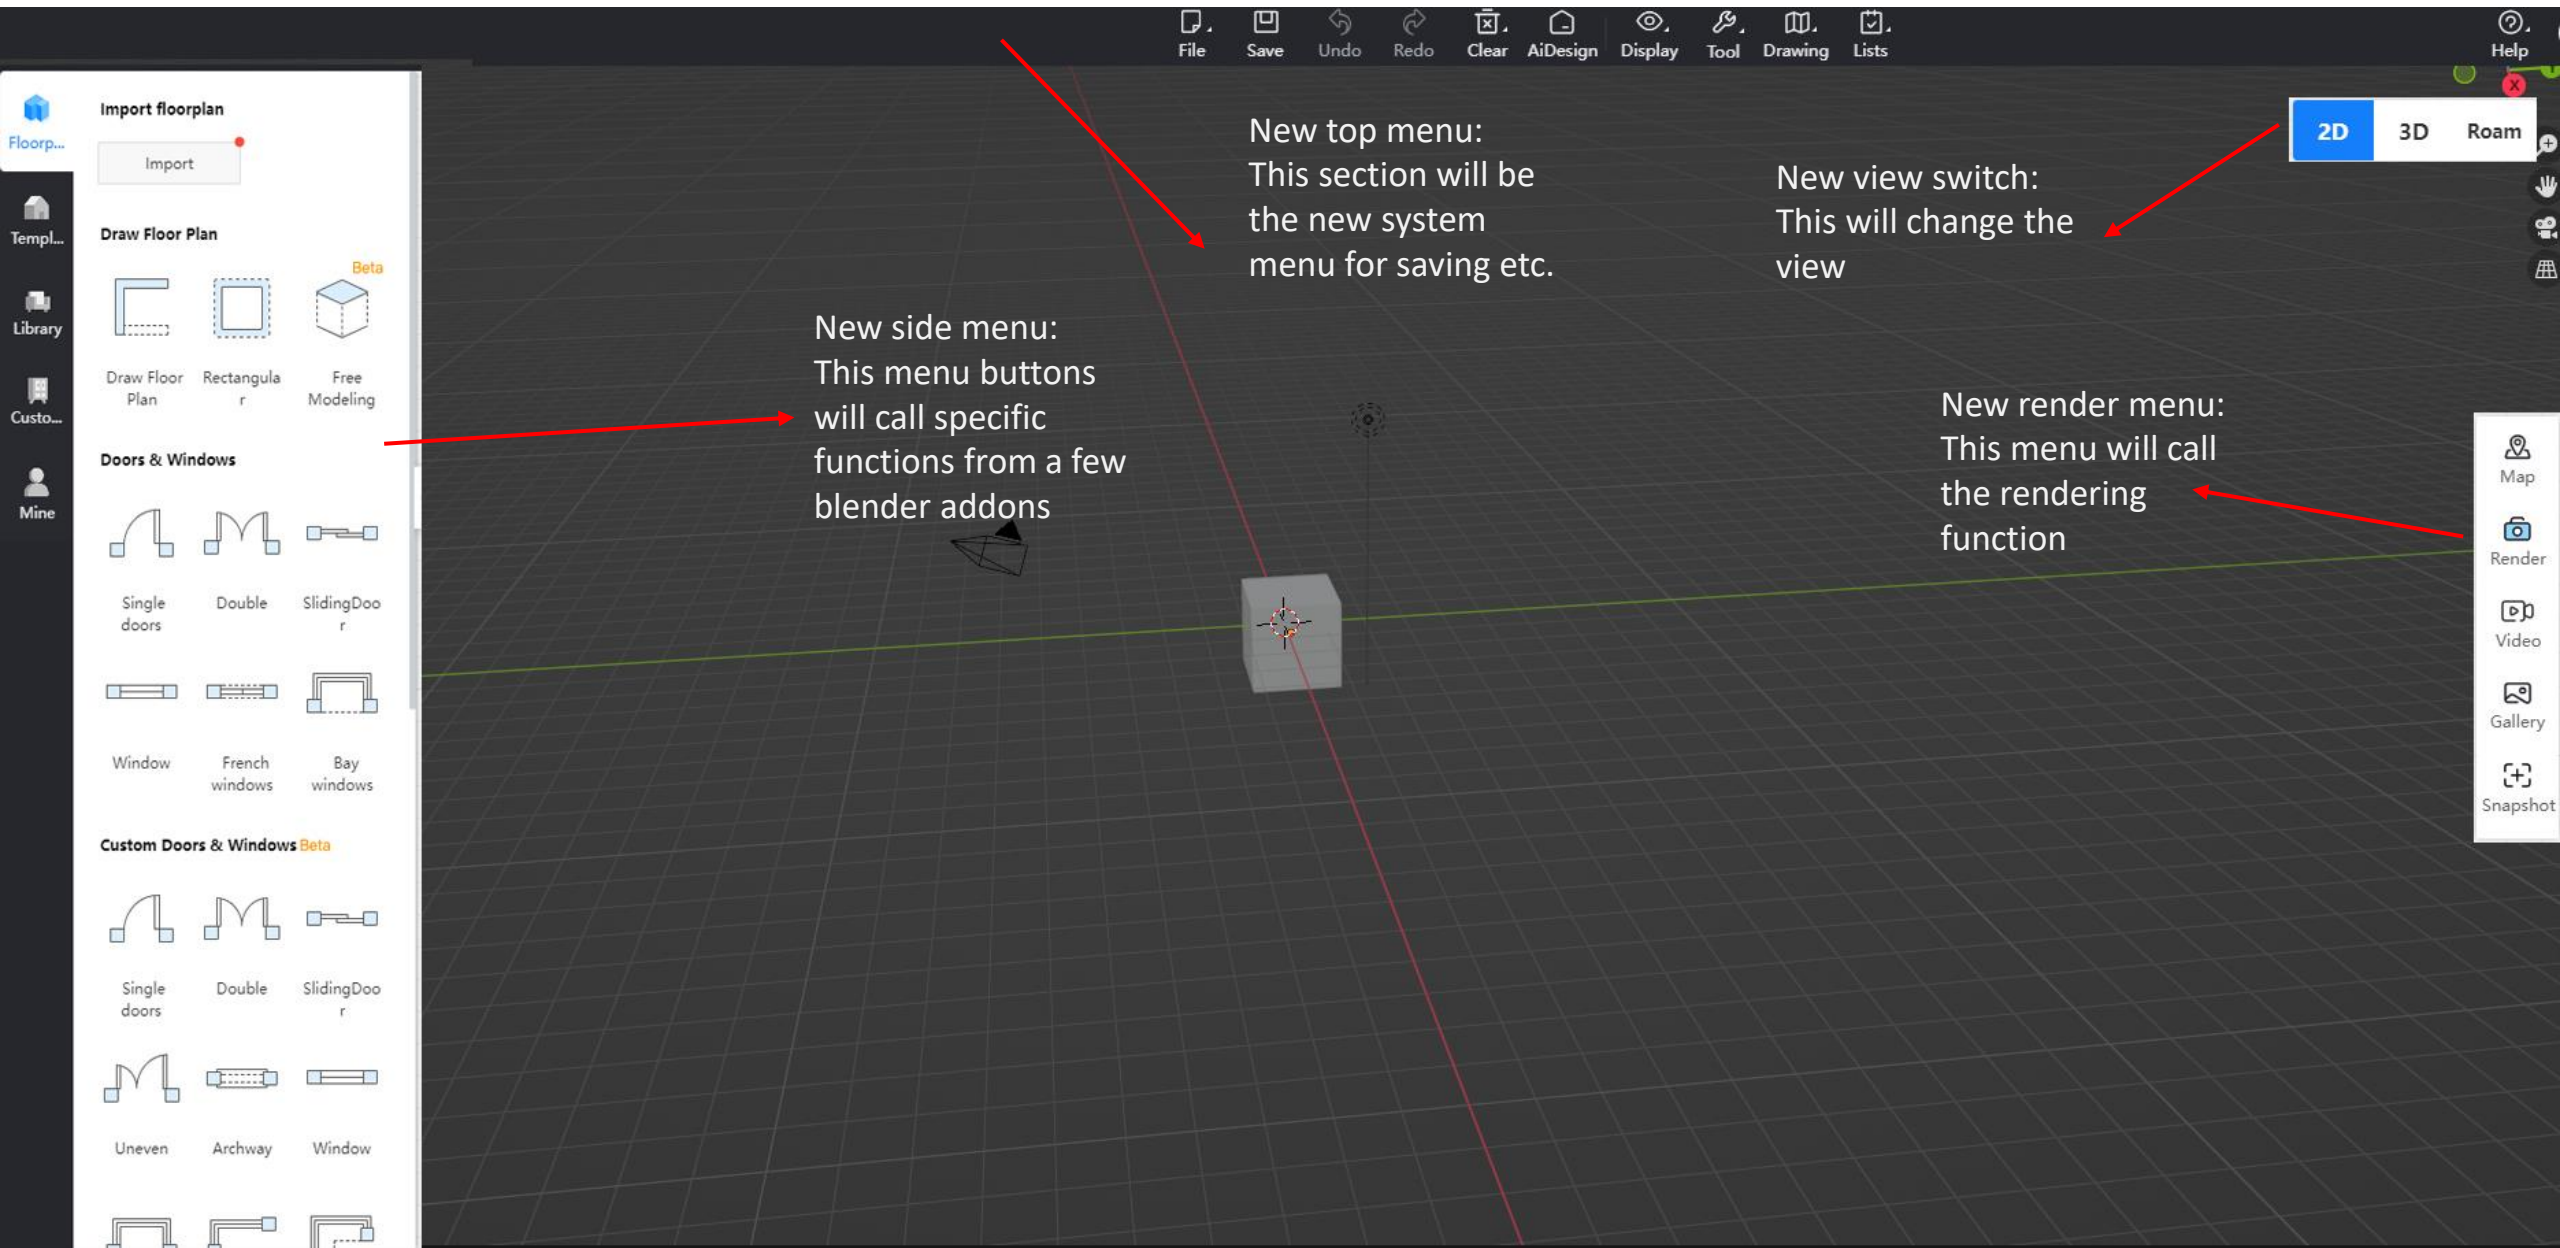 File Save Undo Redo Clear AiDesign Display Tool Drawing Lists Help
Floorp...
Templ...
Library
Custo...
Mine
Import floorplan
Import
Draw Floor Plan
Beta
Draw Floor
Plan
Rectangula
r
Free
Modeling
Doors & Windows
Single
doors
Double
SlidingDoo
r
Window
French
windows
Bay
windows
Custom Doors & Windows Beta
Single
doors
Double
SlidingDoo
r
Uneven
Archway
Window
New side menu:
This menu buttons
will call specific
functions from a few
blender addons
New top menu:
This section will be
the new system
menu for saving etc.
New view switch:
This will change the
view
2D 3D Roam
X
New render menu:
This menu will call
the rendering
function
Map
Render
Video
Gallery
Snapshot